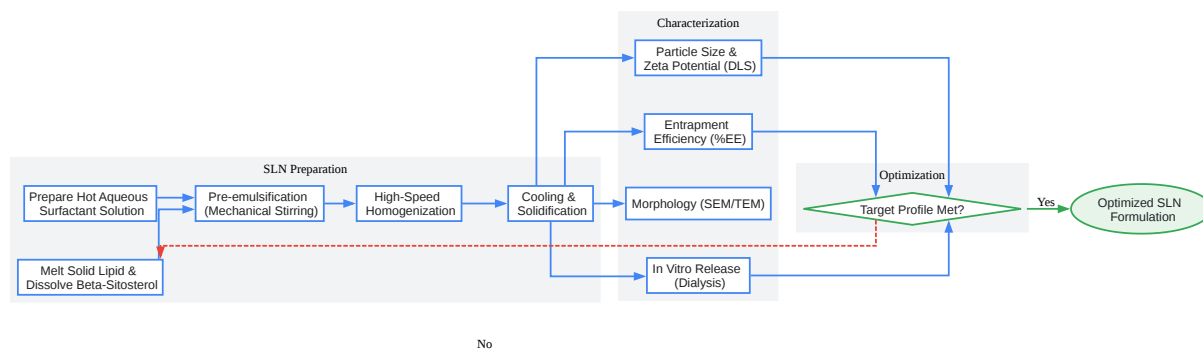 Characterization
Particle Size &
Zeta Potential (DLS)
Entrapment
Efficiency (%EE)
SLN Preparation
Optimization
Prepare Hot Aqueous
Surfactant Solution
Pre-emulsification
(Mechanical Stirring)
High-Speed
Homogenization
Cooling &
Solidification
Morphology (SEM/TEM)
Target Profile Met?
Yes
Optimized SLN
Formulation
Melt Solid Lipid &
Dissolve Beta-Sitosterol
In Vitro Release
(Dialysis)
No